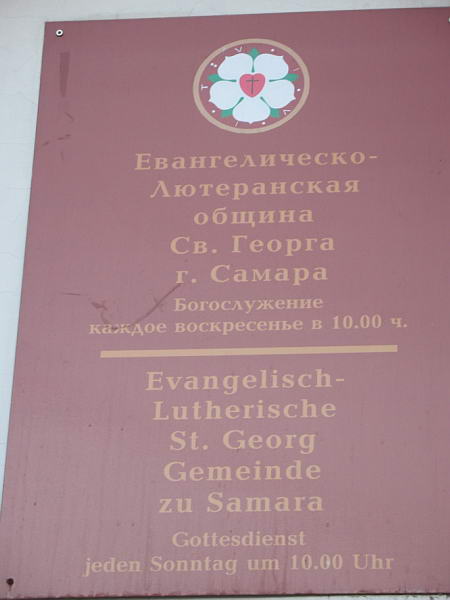 Евангелическо-
Лютеранская
община
Св. Георга
г. Самара
Богослужение
каждое воскресенье в 10.00 ч.
Evangelisch-
Lutherische
St. Georg
Gemeinde
zu Samara
Gottesdienst
jeden Sonntag um 10.00 Uhr